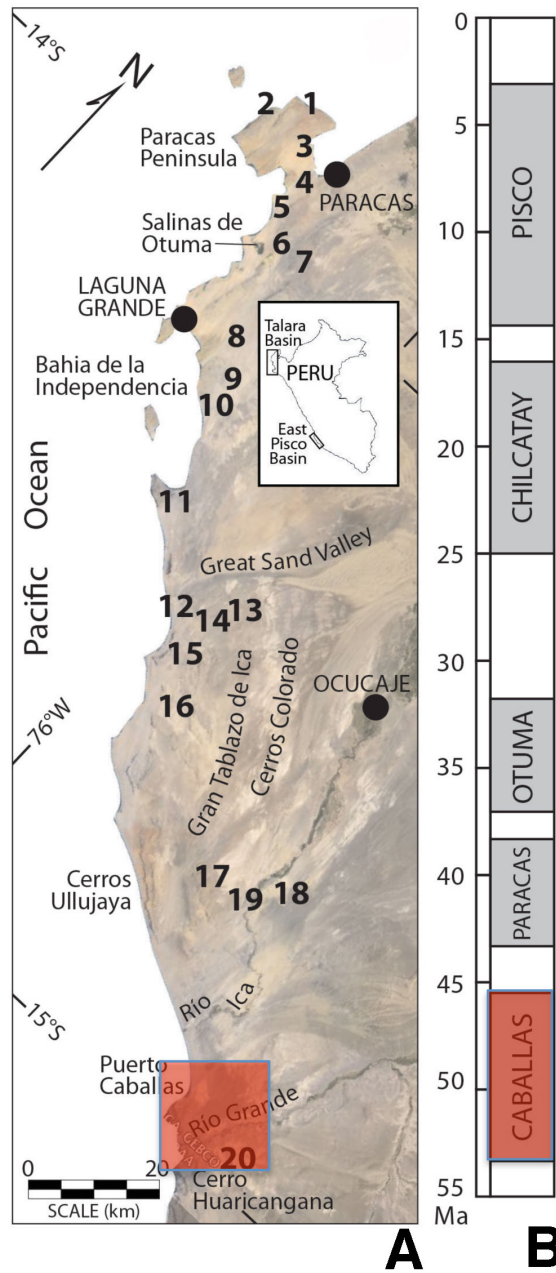 14°S
N
2
1
Paracas
Peninsula
3
4
PARACAS
5
Salinas de
Otuma
6
7
LAGUNA
GRANDE
8
Talara
Basin
PERU
East
Pisco
Basin
Bahia de la
Independencia
9
10
Pacific Ocean
11
Great Sand Valley
12
14
13
15
OCUCAJE
16
76°W
Gran Tablazo de Ica
Cerros Colorado
17
18
19
Cerros
Ullujaya
15°S
Río Ica
Puerto
Caballas
Río Grande
20
Cerro
Huaricangana
0 20
SCALE (km)
A
0
5
10
15
20
25
30
35
40
45
50
55
Ma
PISCO
CHILCATAY
OTUMA
PARACAS
CABALLAS
B